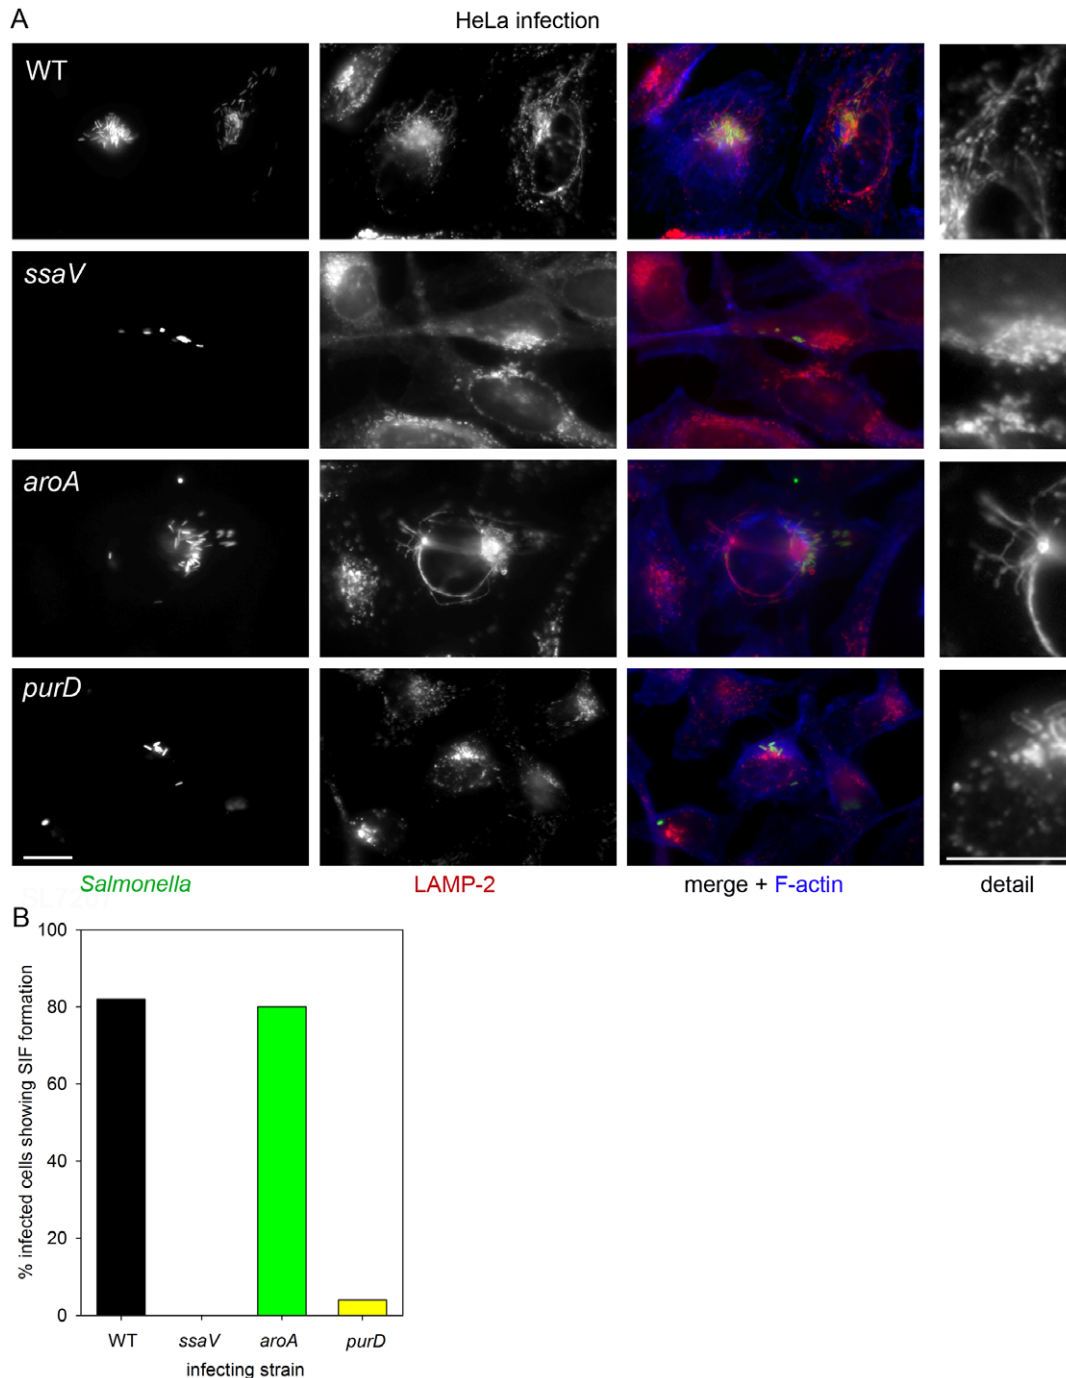 A
HeLa infection
WT
ssaV
aroA
purD
Salmonella
LAMP-2
merge + F-actin
detail
B
% infected cells showing SIF formation
100
80
60
40
20
0
WT
ssaV
aroA
purD
infecting strain